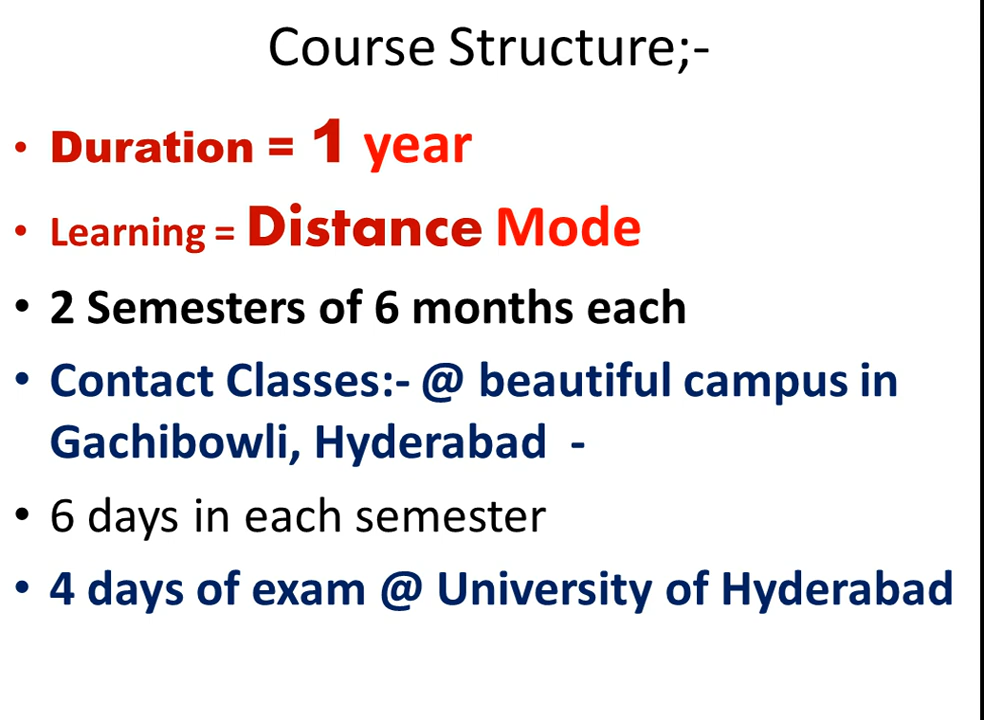 Course Structure;-
• Duration = 1 year
• Learning = Distance Mode
• 2 Semesters of 6 months each
• Contact Classes:- @ beautiful campus in
Gachibowli, Hyderabad -
• 6 days in each semester
• 4 days of exam @ University of Hyderabad